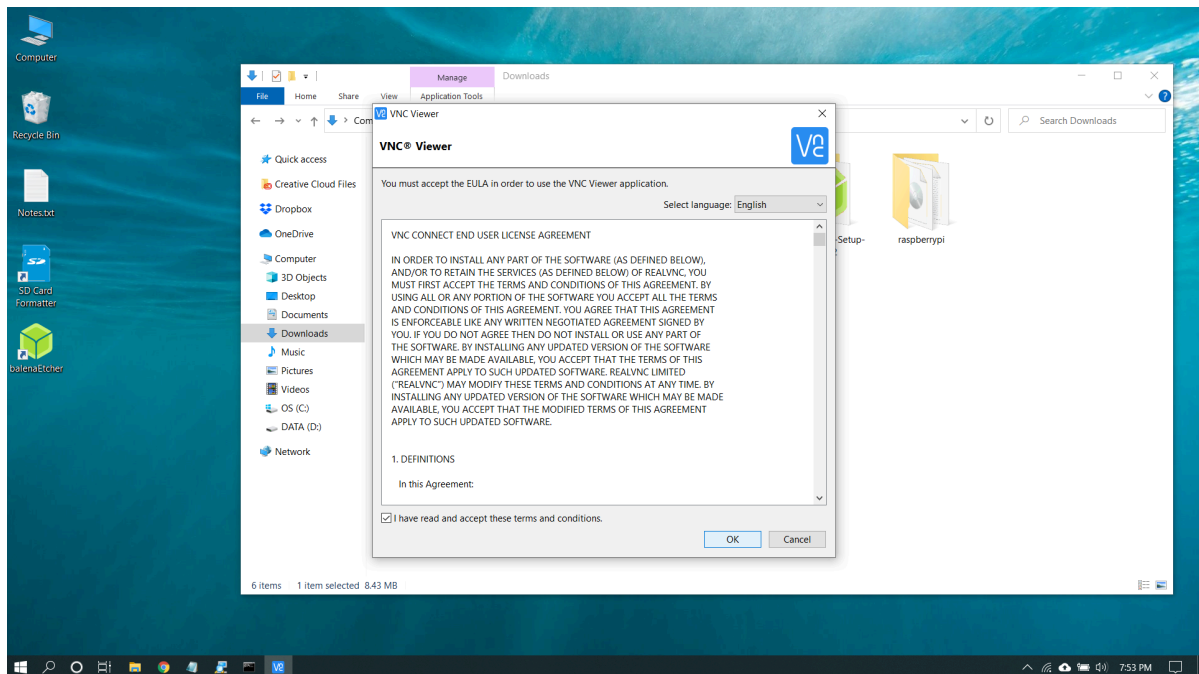 Computer
Recycle Bin
Notes.txt
SD Card
Formatter
balenaEtcher
Manage
Downloads
File
Home
Share
View
Application Tools
Com
Search Downloads
Quick access
Creative Cloud Files
Dropbox
OneDrive
Computer
3D Objects
Desktop
Documents
Downloads
Music
Pictures
Videos
OS (C:)
DATA (D:)
Network
-Setup-
raspberrypi
6 items 1 item selected 8.43 MB
VNC Viewer
VNC® Viewer
You must accept the EULA in order to use the VNC Viewer application.
Select language: English
VNC CONNECT END USER LICENSE AGREEMENT
IN ORDER TO INSTALL ANY PART OF THE SOFTWARE (AS DEFINED BELOW),
AND/OR TO RETAIN THE SERVICES (AS DEFINED BELOW) OF REALVNC, YOU
MUST FIRST ACCEPT THE TERMS AND CONDITIONS OF THIS AGREEMENT. BY
USING ALL OR ANY PORTION OF THE SOFTWARE YOU ACCEPT ALL THE TERMS
AND CONDITIONS OF THIS AGREEMENT. YOU AGREE THAT THIS AGREEMENT
IS ENFORCEABLE LIKE ANY WRITTEN NEGOTIATED AGREEMENT SIGNED BY
YOU. IF YOU DO NOT AGREE THEN DO NOT INSTALL OR USE ANY PART OF
THE SOFTWARE. BY INSTALLING ANY UPDATED VERSION OF THE SOFTWARE
WHICH MAY BE MADE AVAILABLE, YOU ACCEPT THAT THE TERMS OF THIS
AGREEMENT APPLY TO SUCH UPDATED SOFTWARE. REALVNC LIMITED
("REALVNC") MAY MODIFY THESE TERMS AND CONDITIONS AT ANY TIME. BY
INSTALLING ANY UPDATED VERSION OF THE SOFTWARE WHICH MAY BE MADE
AVAILABLE, YOU ACCEPT THAT THE MODIFIED TERMS OF THIS AGREEMENT
APPLY TO SUCH UPDATED SOFTWARE.
1. DEFINITIONS
In this Agreement:
I have read and accept these terms and conditions.
OK
Cancel
7:53 PM